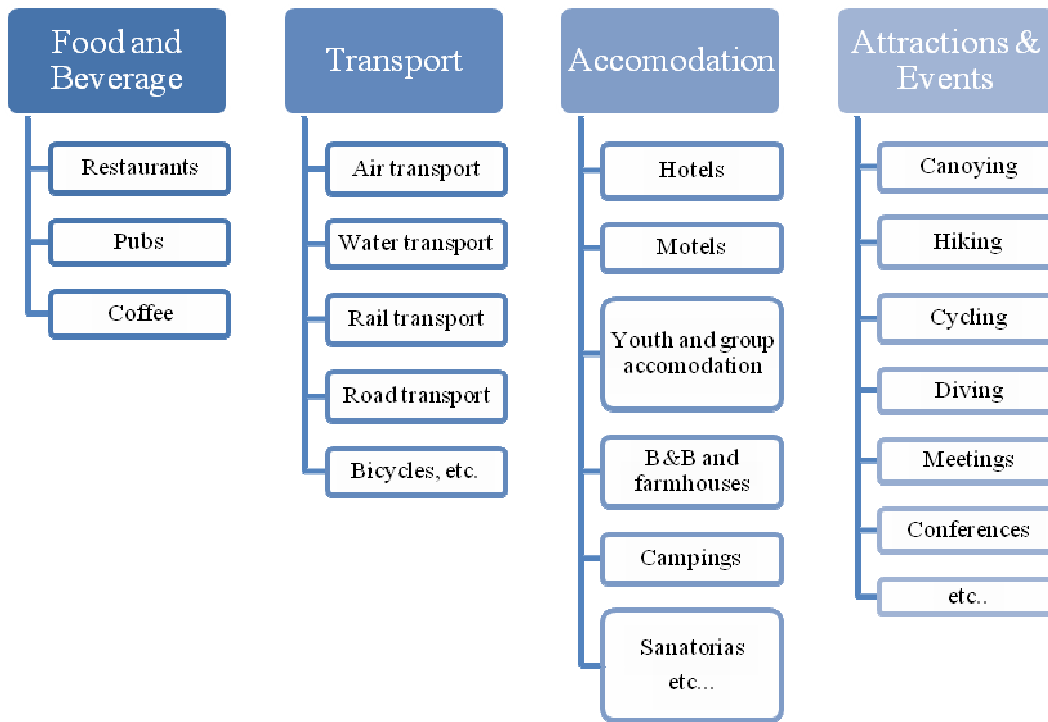 Food and
Beverage
Restaurants
Pubs
Coffee
Transport
Air transport
Water transport
Rail transport
Road transport
Bicycles, etc.
Accomodation
Hotels
Motels
Youth and group
accomodation
B&B and
farmhouses
Campings
Sanatorias
etc...
Attractions &
Events
Canoying
Hiking
Cycling
Diving
Meetings
Conferences
etc..